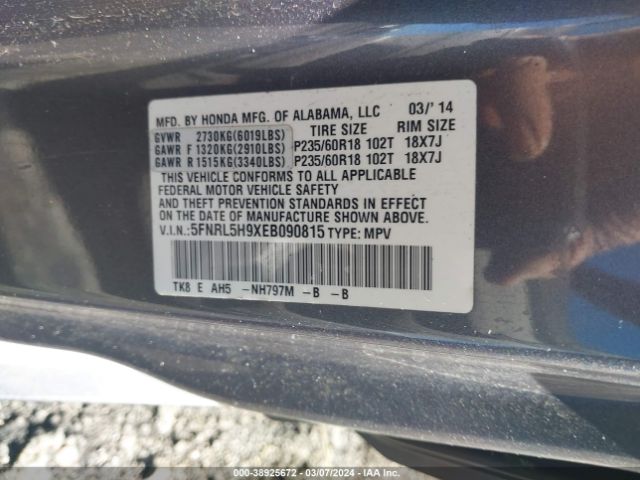 MFD. BY HONDA MFG. OF ALABAMA, LLC 03/' 14
TIRE SIZE RIM SIZE
GVWR 2730KG(6019LBS)
GAWR F 1320KG(2910LBS) P235/60R18 102T 18X7J
GAWR R 1515KG(3340LBS) P235/60R18 102T 18X7J
THIS VEHICLE CONFORMS TO ALL APPLICABLE
FEDERAL MOTOR VEHICLE SAFETY
AND THEFT PREVENTION STANDARDS IN EFFECT
ON THE DATE OF MANUFACTURE SHOWN ABOVE.
V.I.N.:5FNRL5H9XEB090815 TYPE: MPV
TK8 E AH5 -NH797M -B -B
000-38925672 - 03/07/2024 - IAA Inc.